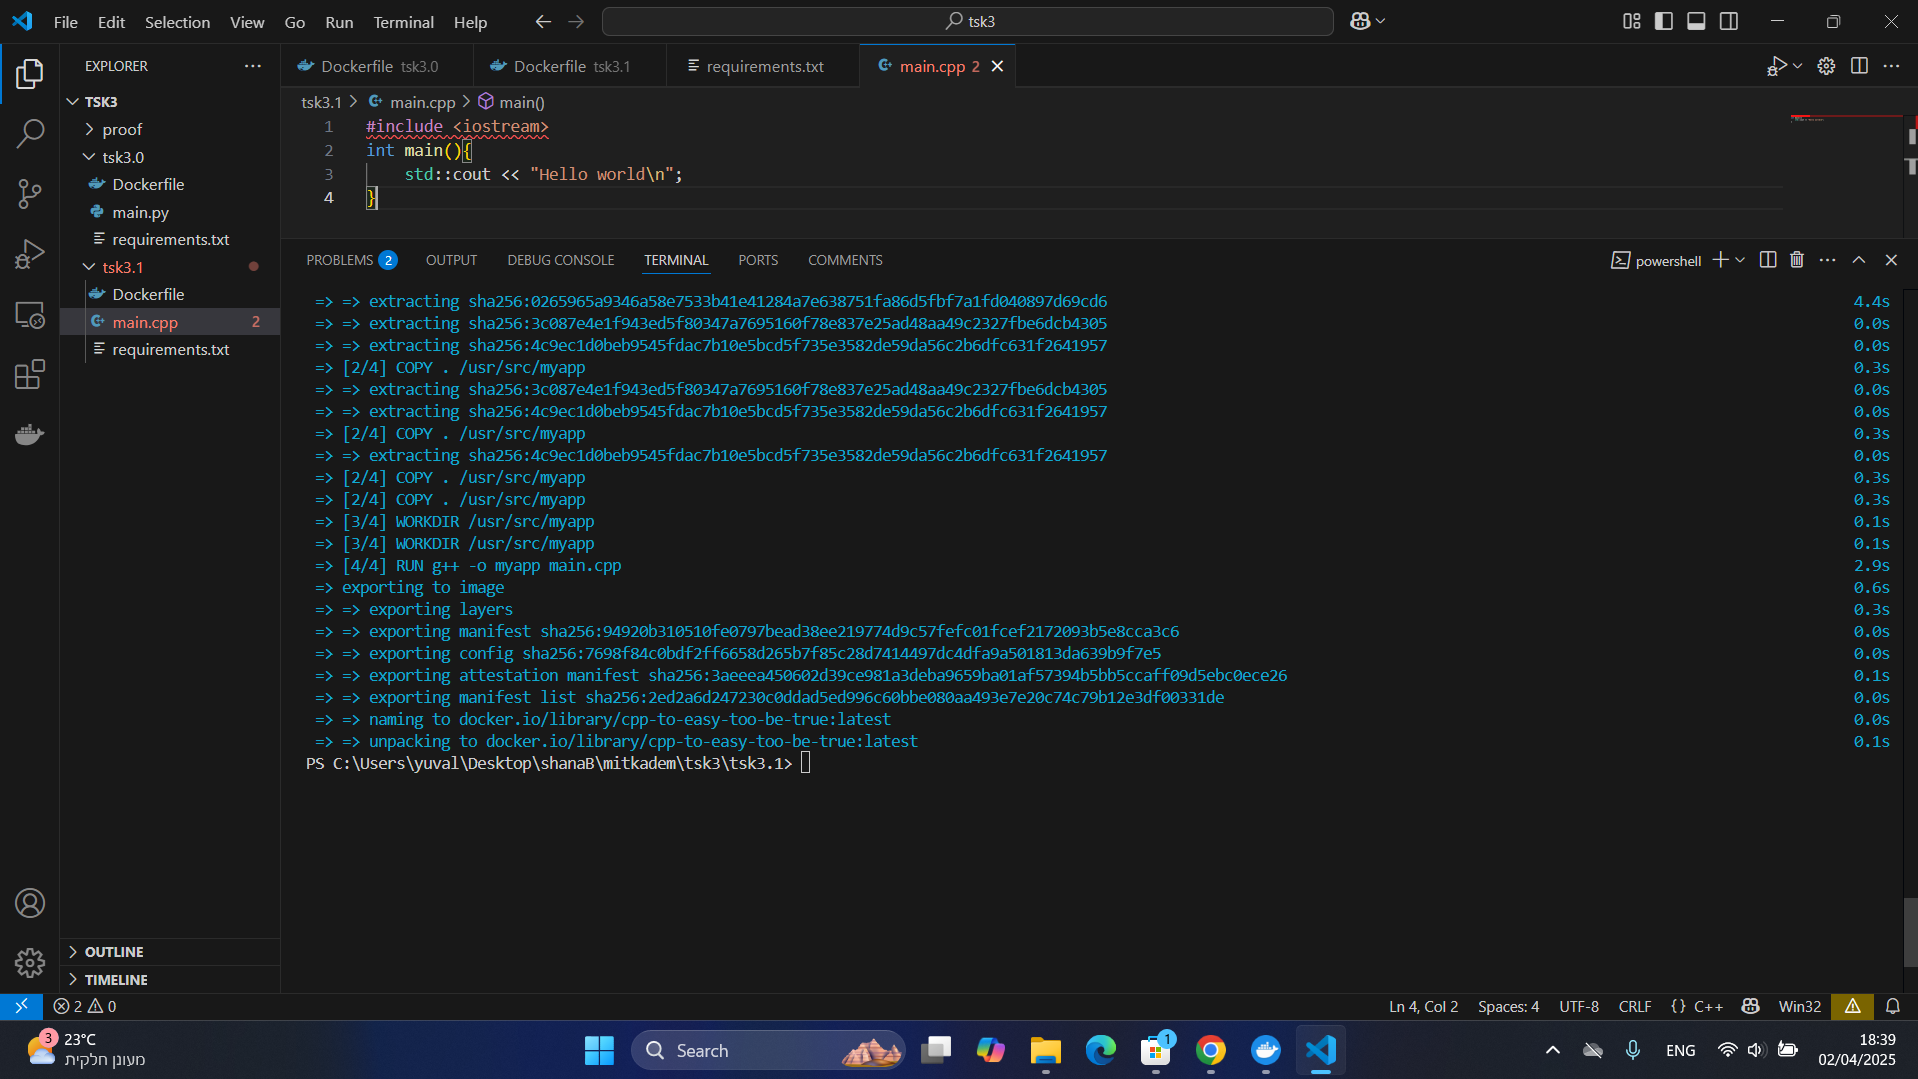 File Edit Selection View Go Run Terminal Help
tsk3
EXPLORER
TSK3
proof
tsk3.0
Dockerfile
main.py
requirements.txt
tsk3.1
Dockerfile
main.cpp 2
requirements.txt
OUTLINE
TIMELINE
Dockerfile tsk3.0
Dockerfile tsk3.1
requirements.txt
main.cpp 2
tsk3.1 > main.cpp > main()
1 #include <iostream>
2 int main(){
3 std::cout << "Hello world\n";
4 }
PROBLEMS 2 OUTPUT DEBUG CONSOLE TERMINAL PORTS COMMENTS
powershell
=> => extracting sha256:0265965a9346a58e7533b41e41284a7e638751fa86d5fbf7a1fd040897d69cd6 4.4s
=> => extracting sha256:3c087e4e1f943ed5f80347a7695160f78e837e25ad48aa49c2327fbe6dcb4305 0.0s
=> => extracting sha256:4c9ec1d0beb9545fdac7b10e5bcd5f735e3582de59da56c2b6dfc631f2641957 0.0s
=> [2/4] COPY . /usr/src/myapp 0.3s
=> => extracting sha256:3c087e4e1f943ed5f80347a7695160f78e837e25ad48aa49c2327fbe6dcb4305 0.0s
=> => extracting sha256:4c9ec1d0beb9545fdac7b10e5bcd5f735e3582de59da56c2b6dfc631f2641957 0.0s
=> [2/4] COPY . /usr/src/myapp 0.3s
=> => extracting sha256:4c9ec1d0beb9545fdac7b10e5bcd5f735e3582de59da56c2b6dfc631f2641957 0.0s
=> [2/4] COPY . /usr/src/myapp 0.3s
=> [2/4] COPY . /usr/src/myapp 0.3s
=> [3/4] WORKDIR /usr/src/myapp 0.1s
=> [3/4] WORKDIR /usr/src/myapp 0.1s
=> [4/4] RUN g++ -o myapp main.cpp 2.9s
=> exporting to image 0.6s
=> => exporting layers 0.3s
=> => exporting manifest sha256:94920b310510fe0797bead38ee219774d9c57fefc01fcef2172093b5e8cca3c6 0.0s
=> => exporting config sha256:7698f84c0bdf2ff6658d265b7f85c28d7414497dc4dfa9a501813da639b9f7e5 0.0s
=> => exporting attestation manifest sha256:3aeeea450602d39ce981a3deba9659ba01af57394b5bb5ccaff09d5ebc0ece26 0.1s
=> => exporting manifest list sha256:2ed2a6d247230c0ddad5ed996c60bbe080aa493e7e20c74c79b12e3df00331de 0.0s
=> => naming to docker.io/library/cpp-to-easy-too-be-true:latest 0.0s
=> => unpacking to docker.io/library/cpp-to-easy-too-be-true:latest 0.1s
PS C:\Users\yuval\Desktop\shanaB\mitkadem\tsk3\tsk3.1>
2 0 Ln 4, Col 2 Spaces: 4 UTF-8 CRLF {} C++ Win32
3 23°C
מעונן חלקית
Search
1
ENG
18:39
02/04/2025